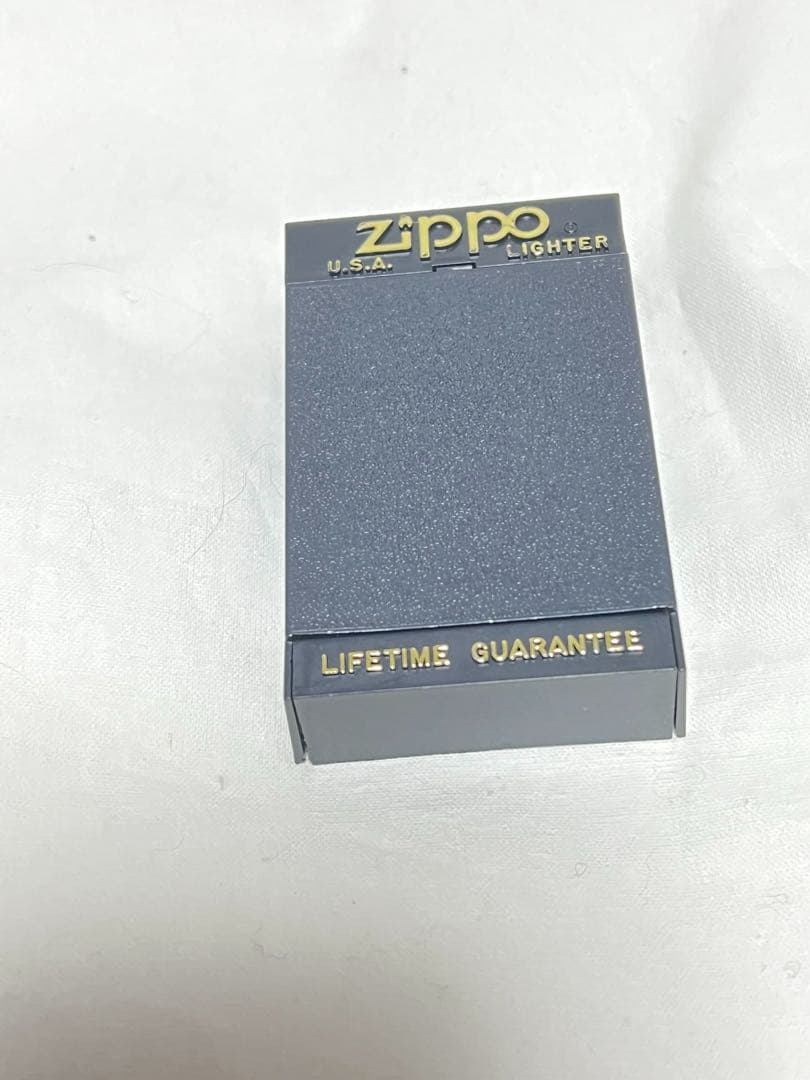 zippo ®
U.S.A. LIGHTER
LIFETIME GUARANTEE